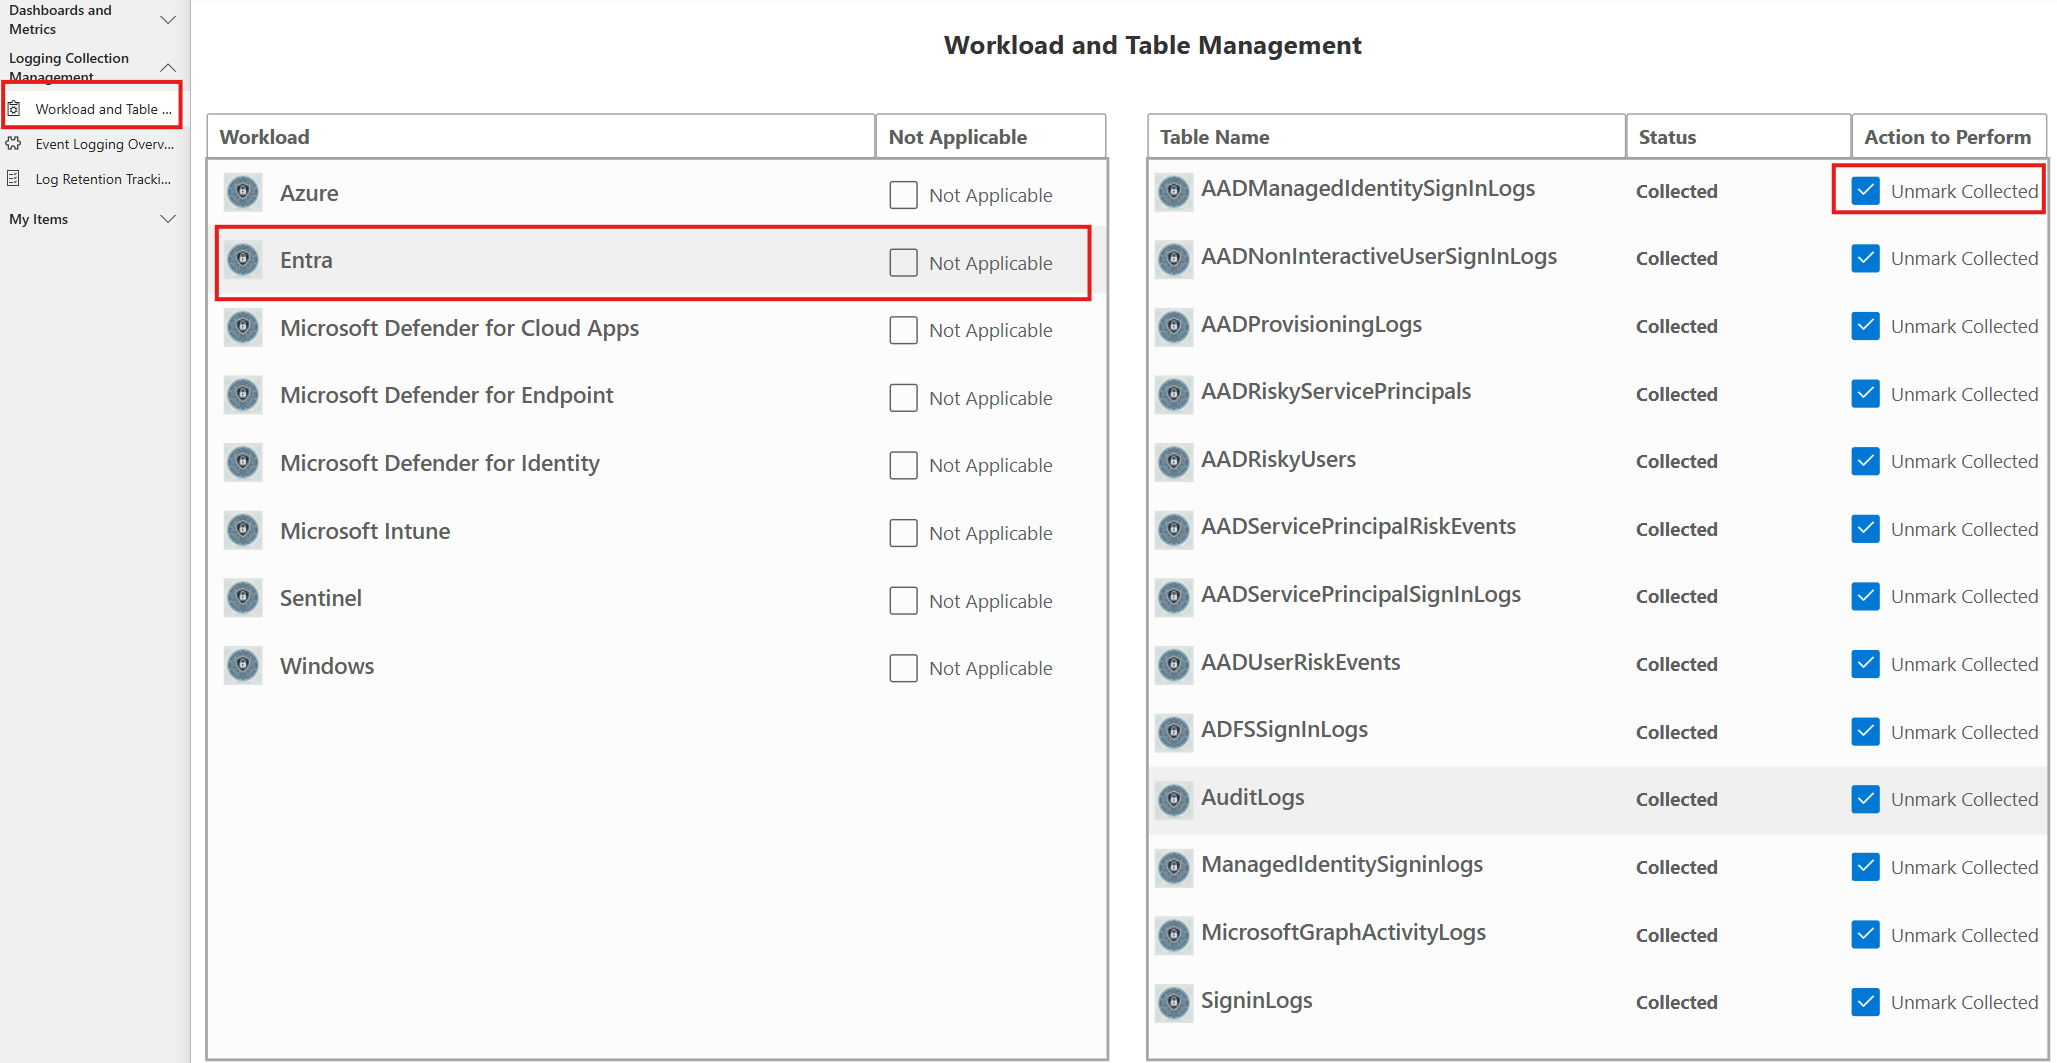 Dashboards and
Metrics
Logging Collection
Management
Workload and Table ...
Event Logging Overv...
Log Retention Tracki...
My Items
Workload and Table Management
Workload
Not Applicable
Azure
Not Applicable
Entra
Not Applicable
Microsoft Defender for Cloud Apps
Not Applicable
Microsoft Defender for Endpoint
Not Applicable
Microsoft Defender for Identity
Not Applicable
Microsoft Intune
Not Applicable
Sentinel
Not Applicable
Windows
Not Applicable
Table Name
Status
Action to Perform
AADManagedIdentitySignInLogs
Collected
Unmark Collected
AADNonInteractiveUserSignInLogs
Collected
Unmark Collected
AADProvisioningLogs
Collected
Unmark Collected
AADRiskyServicePrincipals
Collected
Unmark Collected
AADRiskyUsers
Collected
Unmark Collected
AADServicePrincipalRiskEvents
Collected
Unmark Collected
AADServicePrincipalSignInLogs
Collected
Unmark Collected
AADUserRiskEvents
Collected
Unmark Collected
ADFSSignInLogs
Collected
Unmark Collected
AuditLogs
Collected
Unmark Collected
ManagedIdentitySigninlogs
Collected
Unmark Collected
MicrosoftGraphActivityLogs
Collected
Unmark Collected
SigninLogs
Collected
Unmark Collected